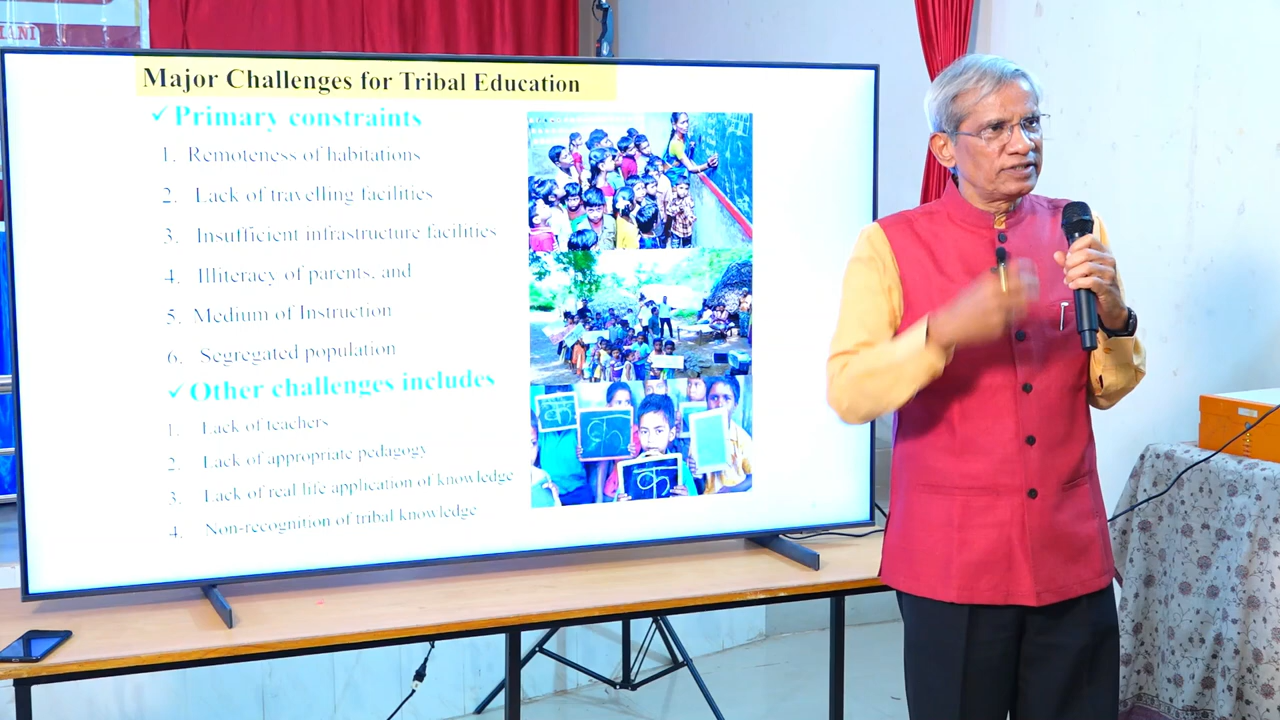 Major Challenges for Tribal Education
✓ Primary constraints
1. Remoteness of habitations
2. Lack of travelling facilities
3. Insufficient infrastructure facilities
4. Illiteracy of parents, and
5. Medium of Instruction
6. Segregated population
✓ Other challenges includes
1. Lack of teachers
2. Lack of appropriate pedagogy
3. Lack of real life application of knowledge
4. Non-recognition of tribal knowledge